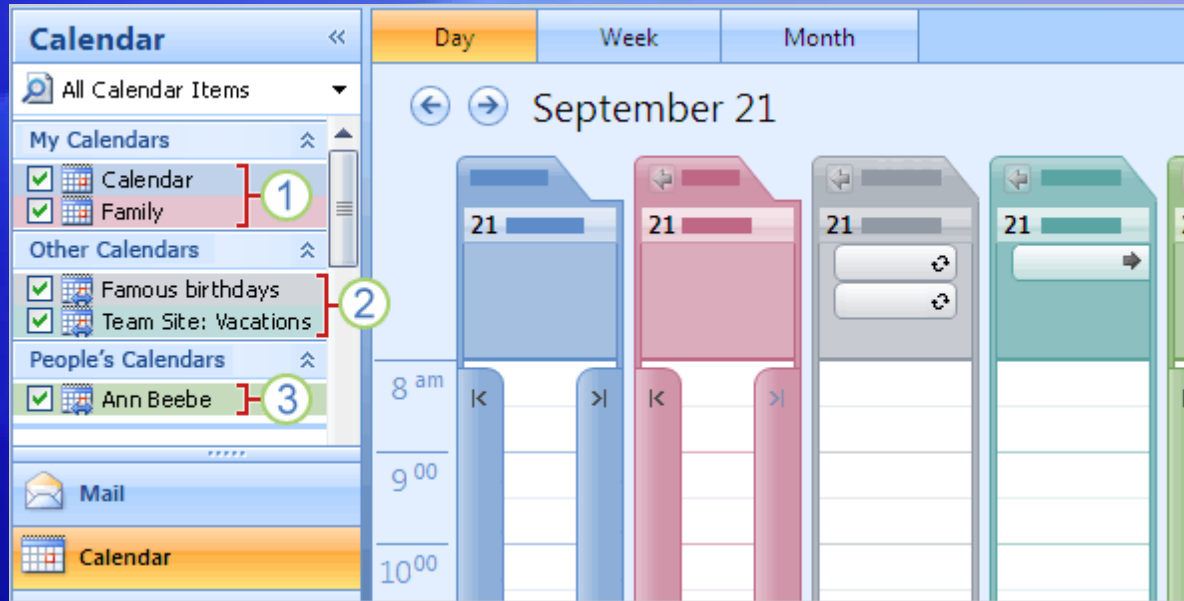 Calendar
Day Week Month
All Calendar Items
September 21
My Calendars
Calendar
Family
1
Other Calendars
Famous birthdays
Team Site: Vacations
2
People's Calendars
Ann Beebe
3
21 21 21 21
8 am
9 00
10 00
Mail
Calendar